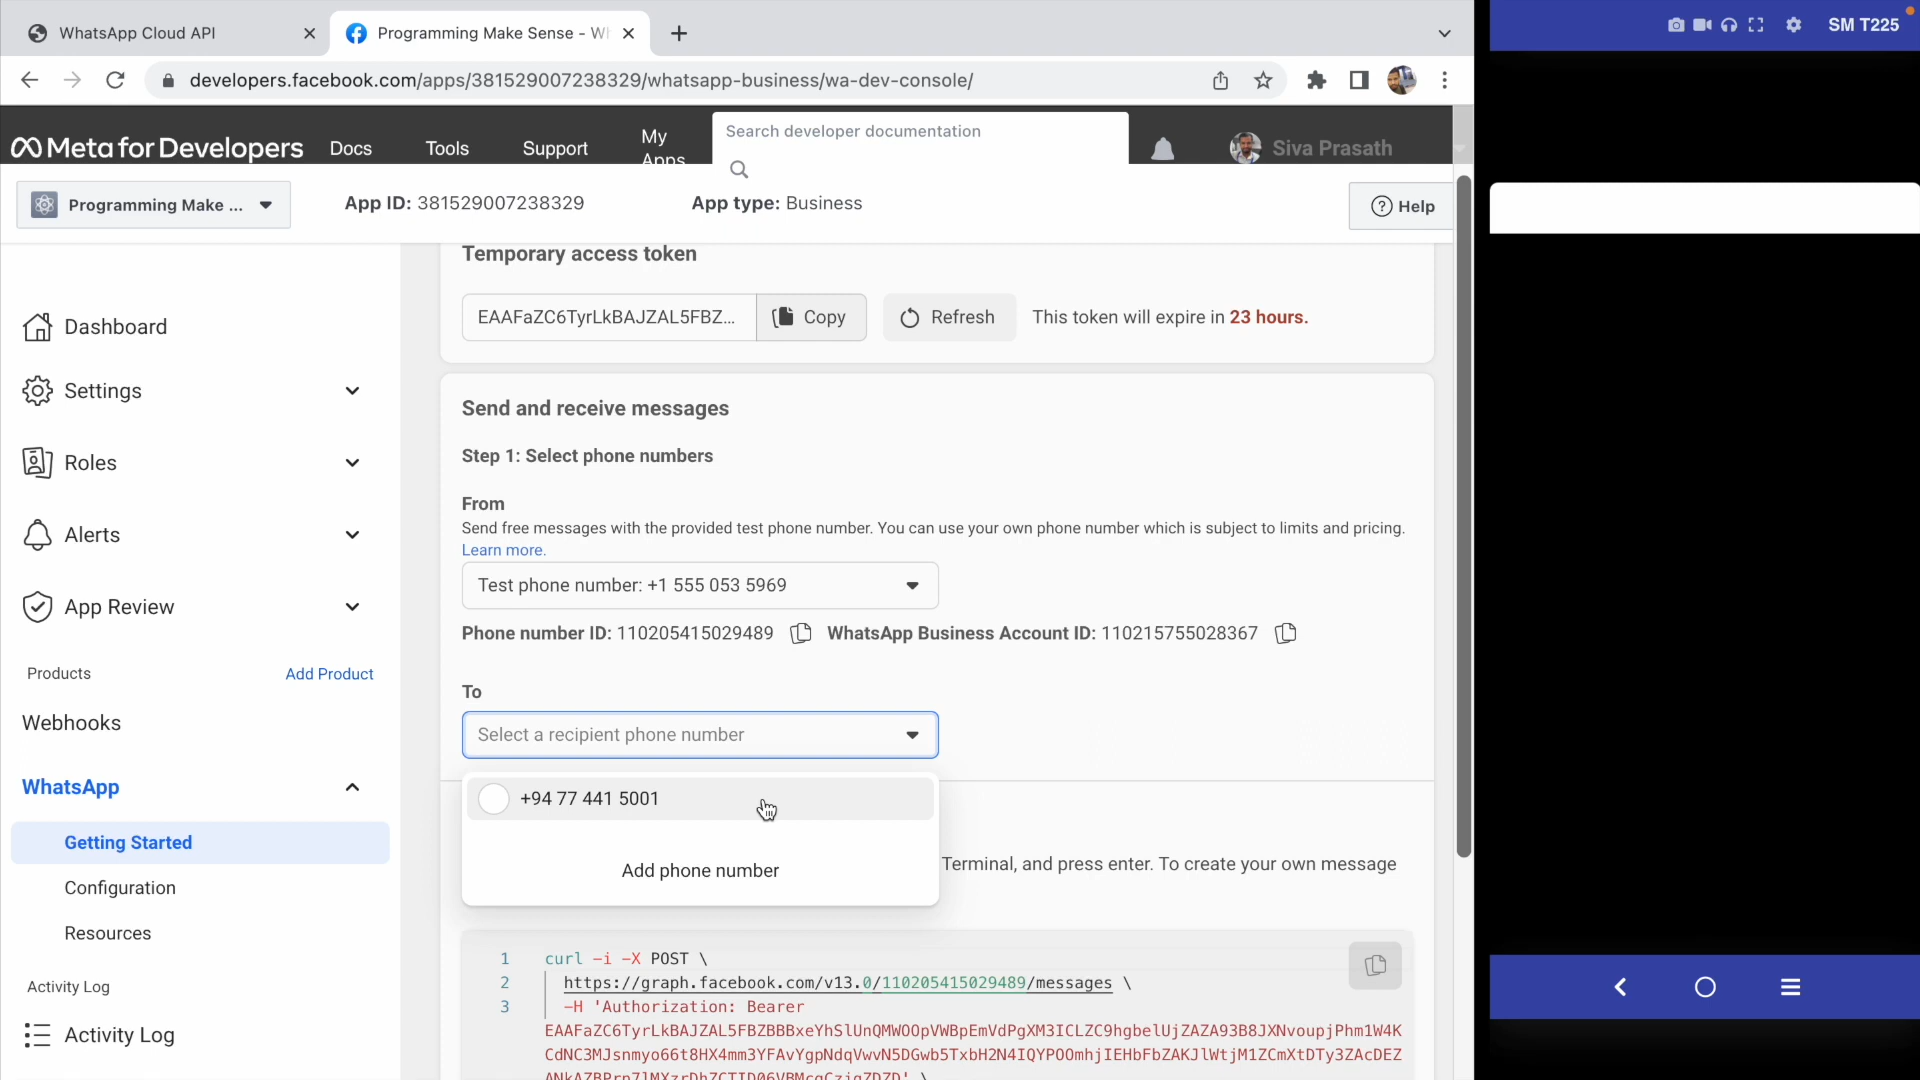 WhatsApp Cloud API
Programming Make Sense - W
developers.facebook.com/apps/381529007238329/whatsapp-business/wa-dev-console/
SM T225
Meta for Developers
Docs
Tools
Support
My
Apps
Search developer documentation
Siva Prasath
Programming Make ...
App ID: 381529007238329
App type: Business
Help
Temporary access token
EAAFaZC6TyrLkBAJZAL5FBZ...
Copy
Refresh
This token will expire in 23 hours.
Dashboard
Settings
Roles
Alerts
App Review
Products
Add Product
Webhooks
WhatsApp
Getting Started
Configuration
Resources
Activity Log
Activity Log
Send and receive messages
Step 1: Select phone numbers
From
Send free messages with the provided test phone number. You can use your own phone number which is subject to limits and pricing.
Learn more.
Test phone number: +1 555 053 5969
Phone number ID: 110205415029489
WhatsApp Business Account ID: 110215755028367
To
Select a recipient phone number
+94 77 441 5001
Add phone number
Terminal, and press enter. To create your own message
1 curl -i -X POST \
2 https://graph.facebook.com/v13.0/110205415029489/messages \
3 -H 'Authorization: Bearer
EAAFaZC6TyrLkBAJZAL5FBZBBBxeYhSlUnQMWOOpVWBpEmVdPgXM3ICLZC9hgbelUjZAZA93B8JXNvoupjPhm1W4K
CdNC3MJsnmyo66t8HX4mm3YFAvYgpNdqVwvN5DGwb5TxbH2N4IQYPOOmhjIEHbFbZAKJlWtjM1ZCmXtDTy3ZAcDEZ